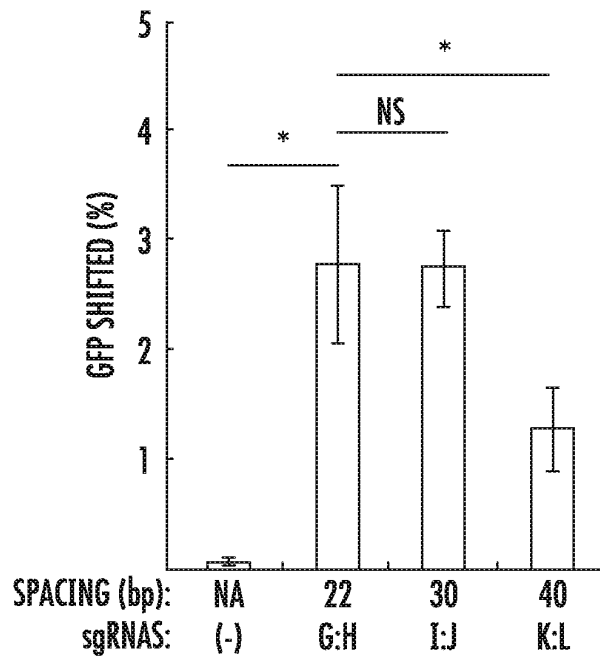 5
*
*
NS
4
3
2
1
GFP SHIFTED (%)
SPACING (bp): NA 22 30 40
sgRNAS: (-) G:H I:J K:L